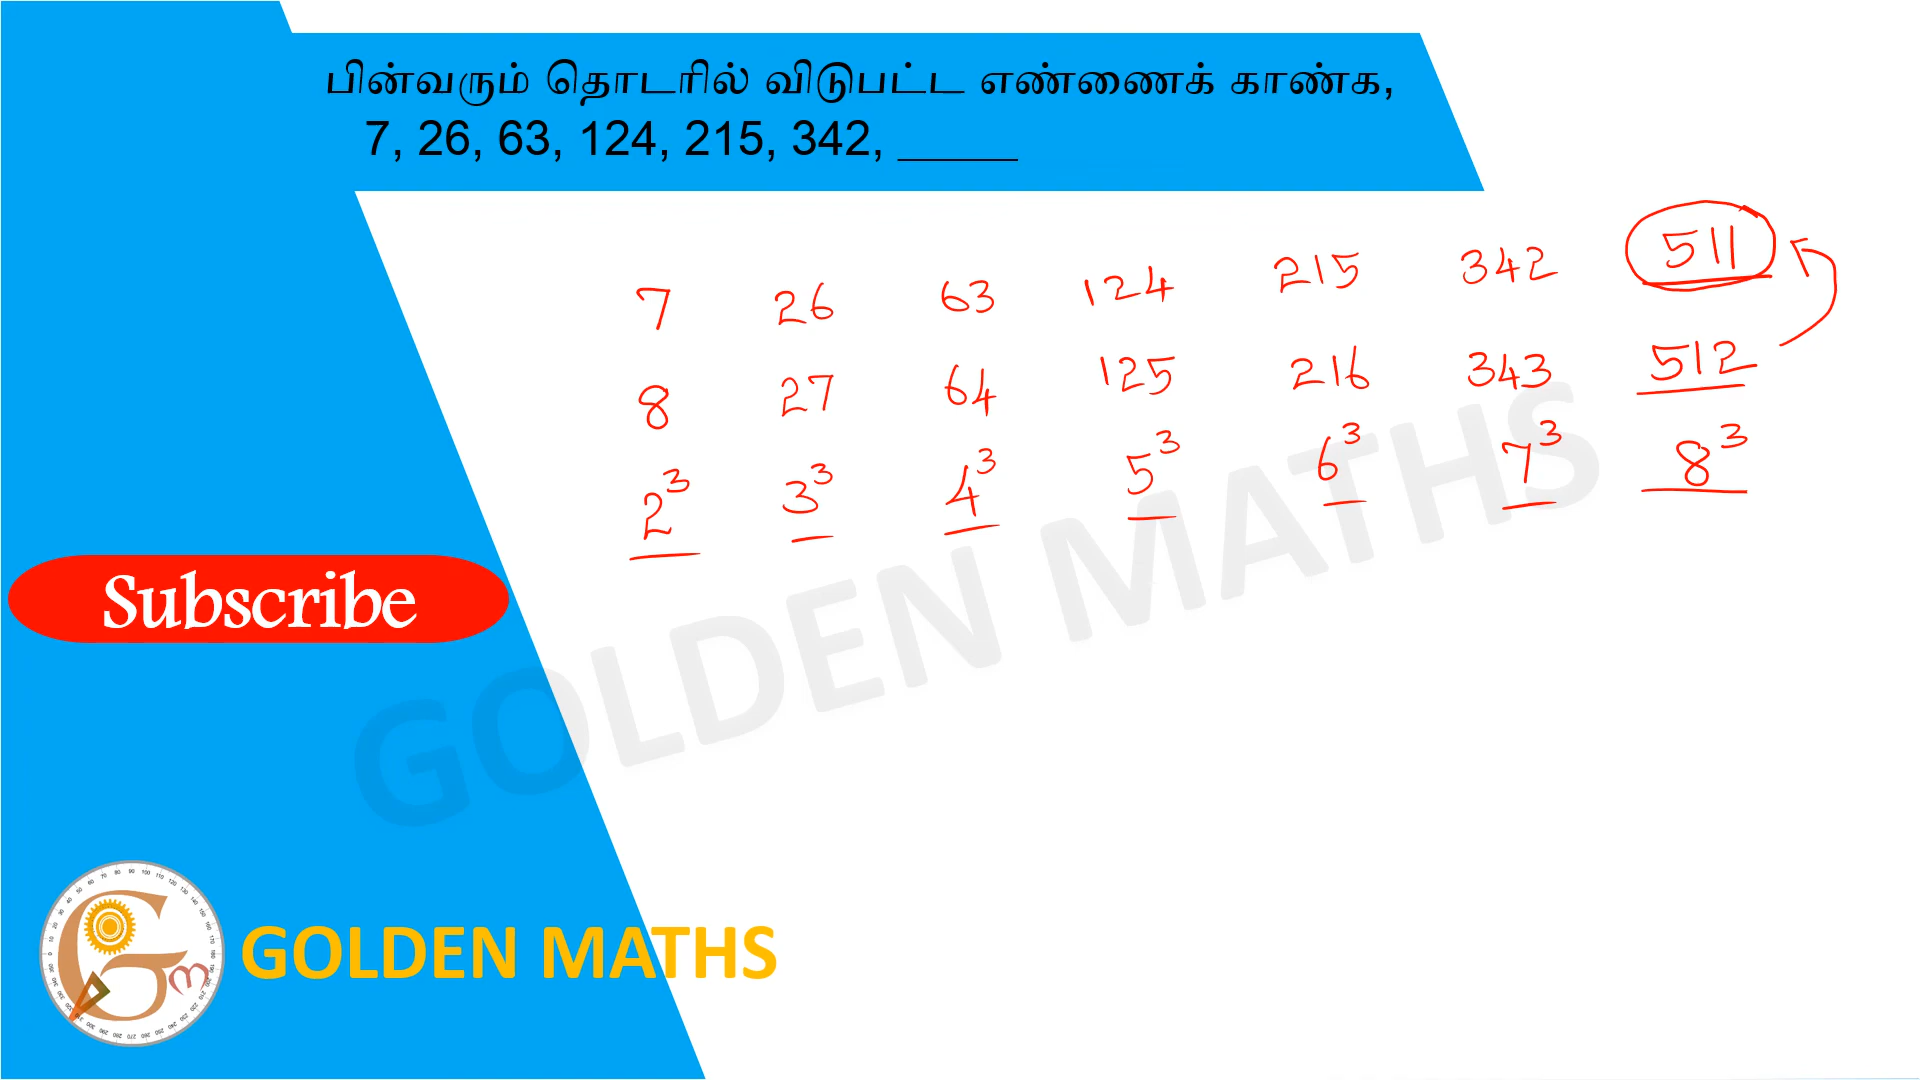 பின்வரும் தொடரில் விடுபட்ட எண்ணைக் காண்க,
7, 26, 63, 124, 215, 342, _____
7 26 63 124 215 342 511
8 27 64 125 216 343 512
2³ 3³ 4³ 5³ 6³ 7³ 8³
GOLDEN MATHS
Subscribe
Gm
GOLDEN MATHS